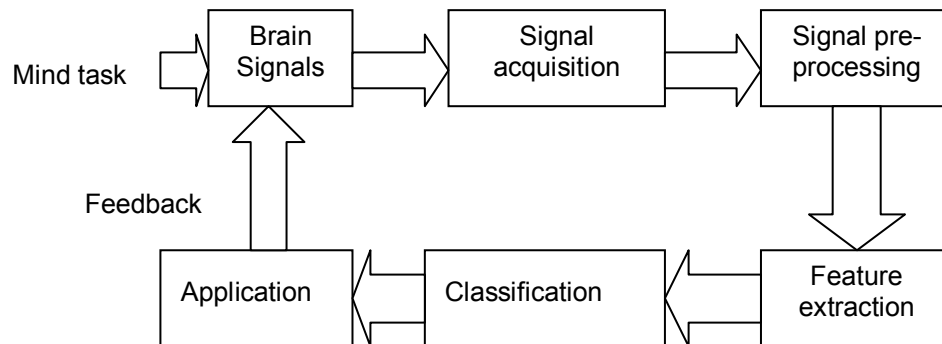 Mind task
Brain
Signals
Signal
acquisition
Signal pre-
processing
Feedback
Application
Classification
Feature
extraction